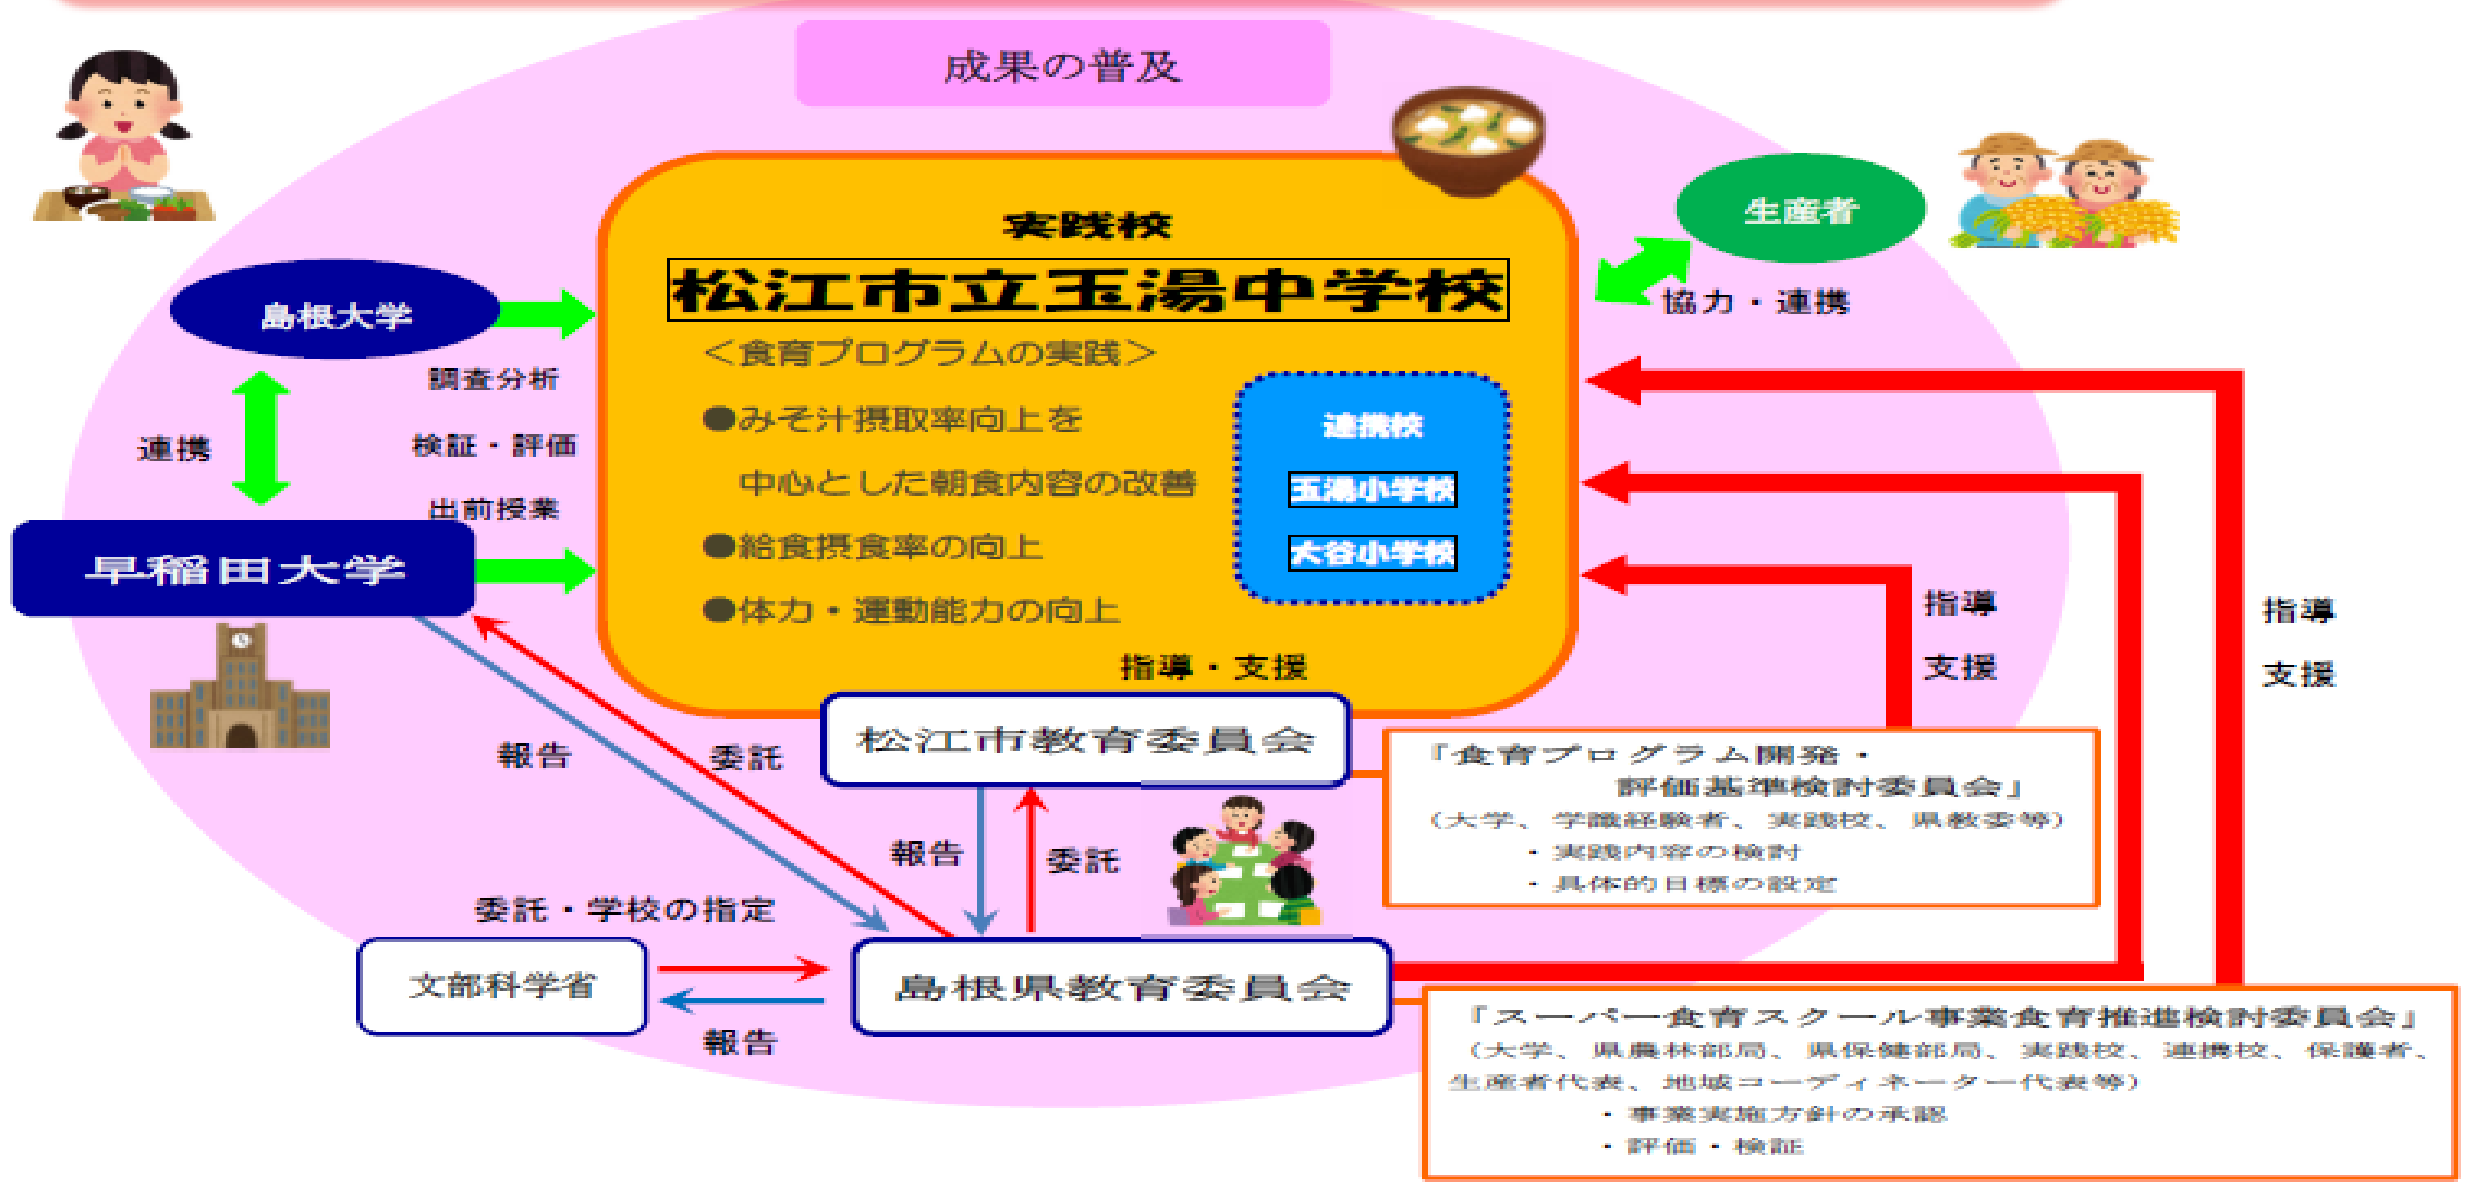 成果の普及
実践校
松江市立玉湯中学校
＜食育プログラムの実践＞
●みそ汁摂取率向上を
中心とした朝食内容の改善
●給食摂食率の向上
●体力・運動能力の向上
連携校
玉湯小学校
大谷小学校
指導・支援
生産者
協力・連携
島根大学
調査分析
検証・評価
出前授業
連携
早稲田大学
報告
委託
松江市教育委員会
報告
委託
委託・学校の指定
文部科学省
報告
島根県教育委員会
指導
支援
指導
支援
「食育プログラム開発・
評価基準検討委員会」
（大学、学識経験者、実践校、県教委等）
・実践内容の検討
・具体的目標の設定
「スーパー食育スクール事業食育推進検討委員会」
（大学、県農林部局、県保健部局、実践校、連携校、保護者、
生産者代表、地域コーディネーター代表等）
・事業実施方針の承認
・評価・検証